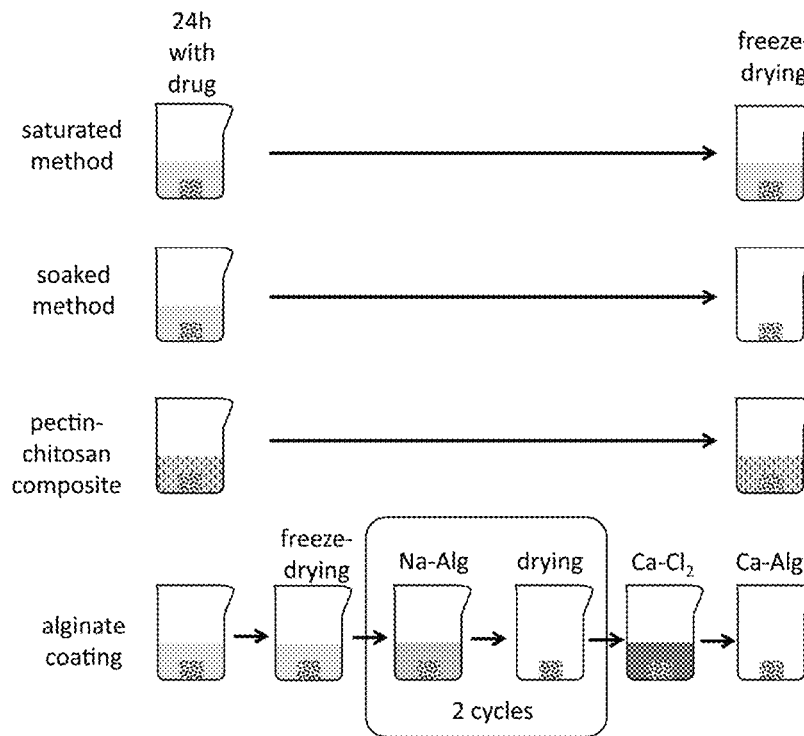 24h
with
drug
freeze-
drying
saturated
method
soaked
method
pectin-
chitosan
composite
freeze-
drying
Na-Alg
drying
Ca-Cl₂
Ca-Alg
alginate
coating
2 cycles